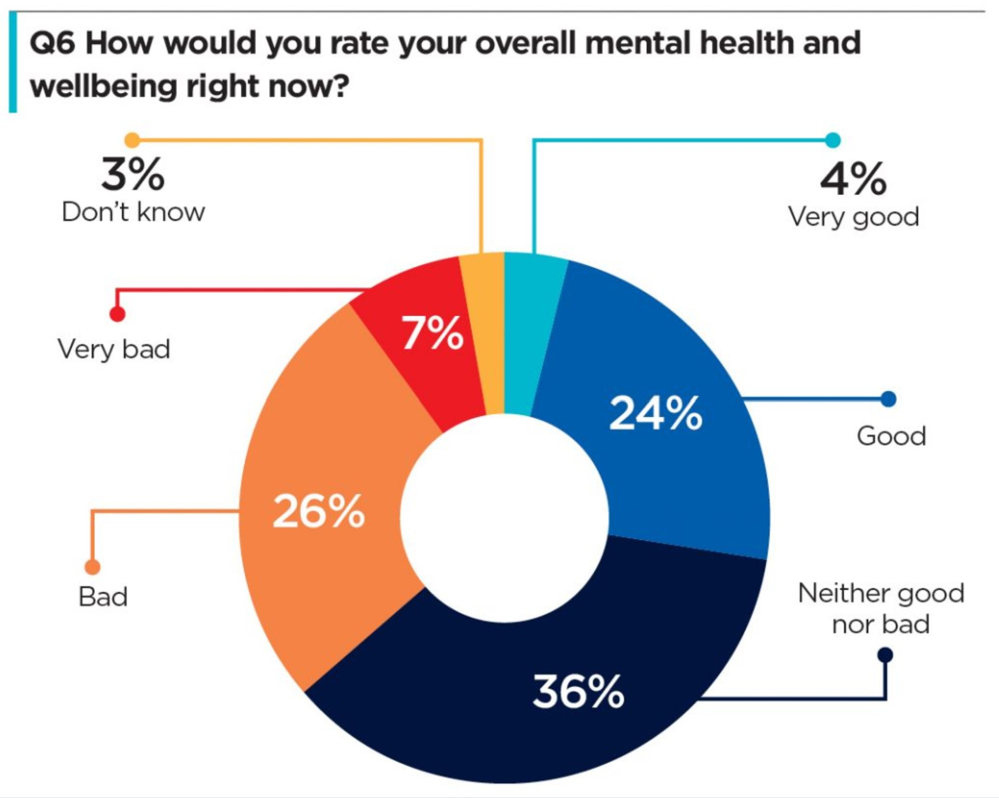 Q6 How would you rate your overall mental health and
wellbeing right now?
3%
Don't know
4%
Very good
Very bad
7%
24%
Good
26%
Bad
Neither good
nor bad
36%